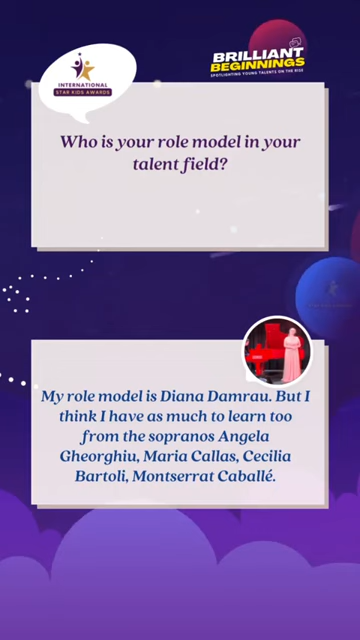 BRILLIANT
BEGINNINGS
SPOTLIGHTING YOUNG TALENTS ON THE RISE
INTERNATIONAL
STAR KIDS AWARDS
Who is your role model in your
talent field?
My role model is Diana Damrau. But I
think I have as much to learn too
from the sopranos Angela
Gheorghiu, Maria Callas, Cecilia
Bartoli, Montserrat Caballé.